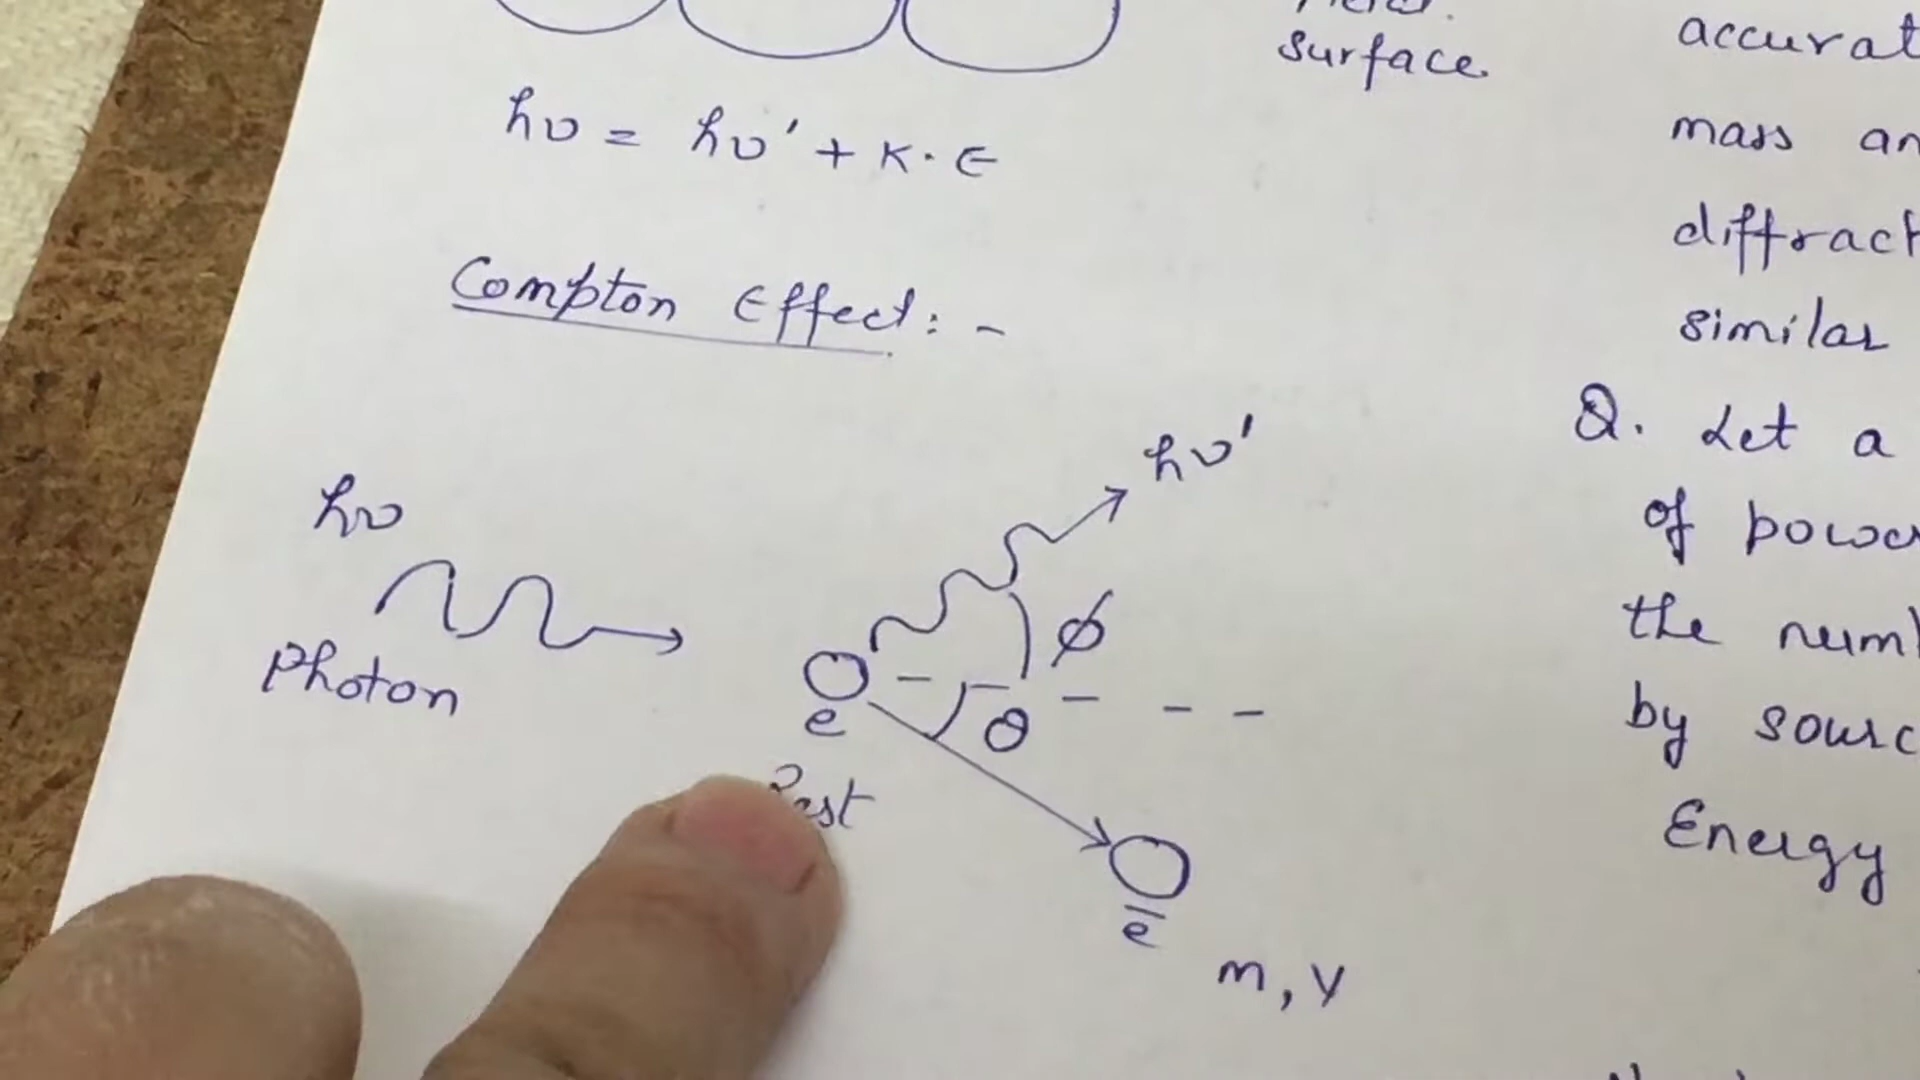 surface.
hν = hν' + K.E
Compton Effect: -
hν
Photon
hν'
ϕ
e
θ
Rest
e
m, v
accurat
mass an
diffract
similar
Q. Let a
of power
the num
by sourc
Energy